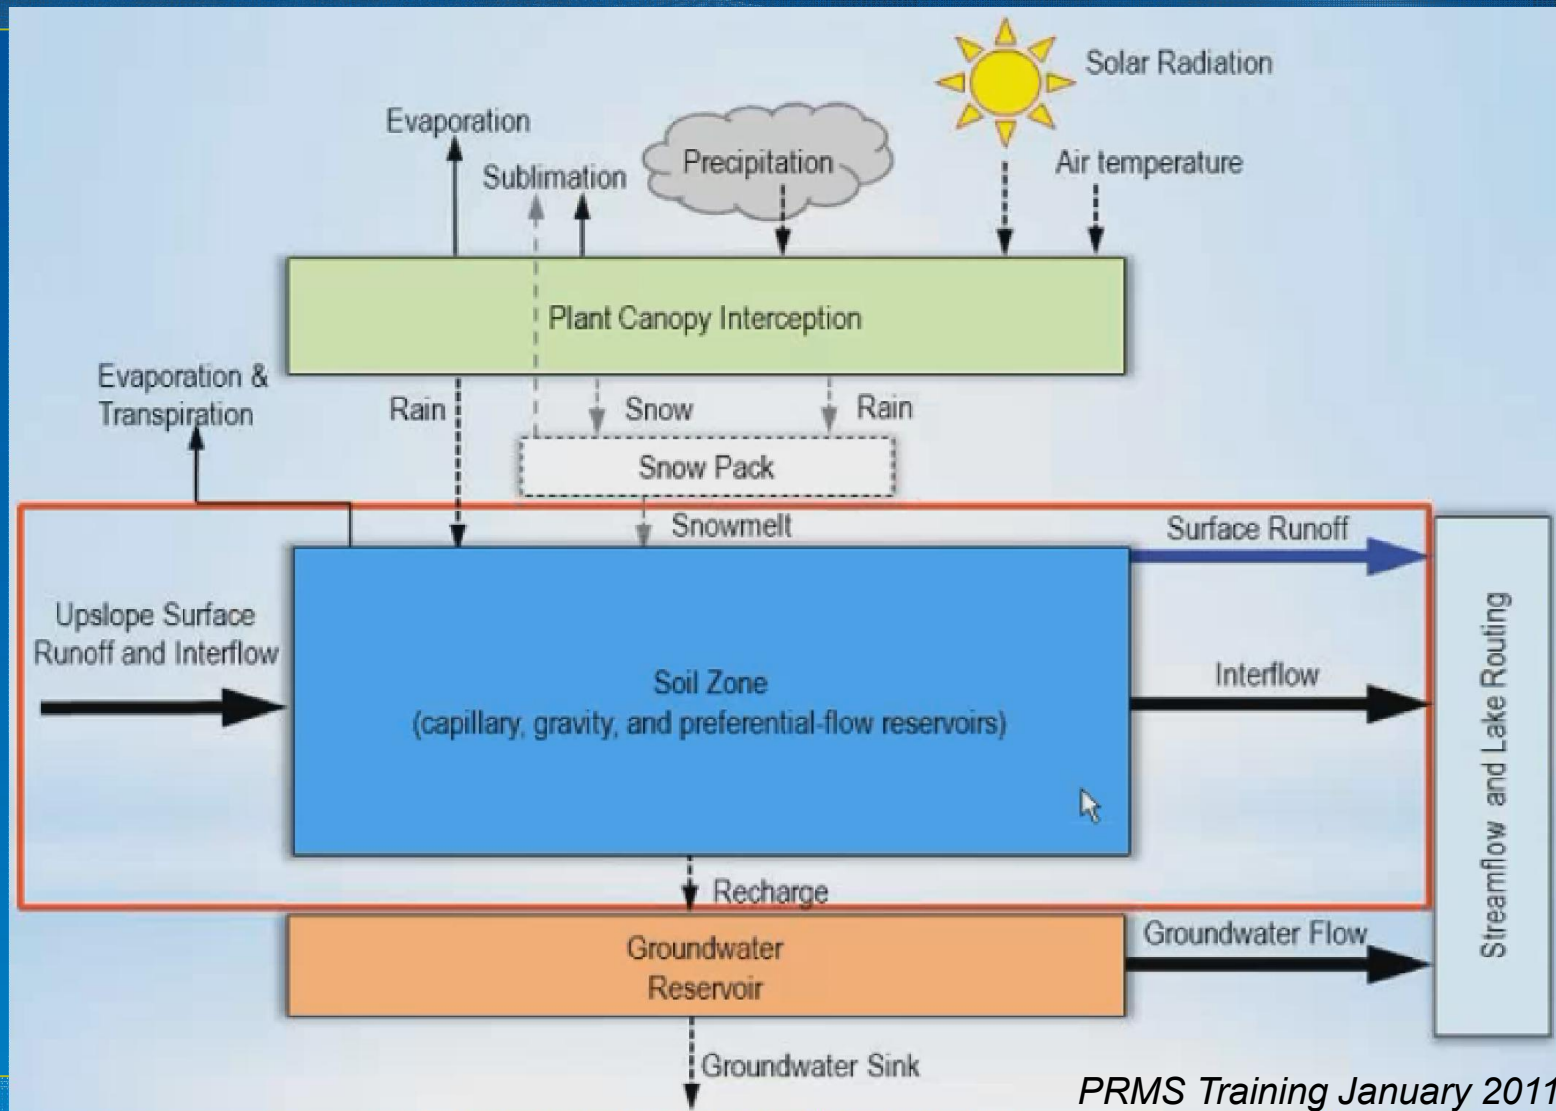 Solar Radiation
Evaporation
Sublimation
Precipitation
Air temperature
Plant Canopy Interception
Evaporation &
Transpiration
Rain
Snow
Rain
Snow Pack
Snowmelt
Surface Runoff
Upslope Surface
Runoff and Interflow
Soil Zone
(capillary, gravity, and preferential-flow reservoirs)
Interflow
Streamflow and Lake Routing
Recharge
Groundwater
Reservoir
Groundwater Flow
Groundwater Sink
PRMS Training January 2011